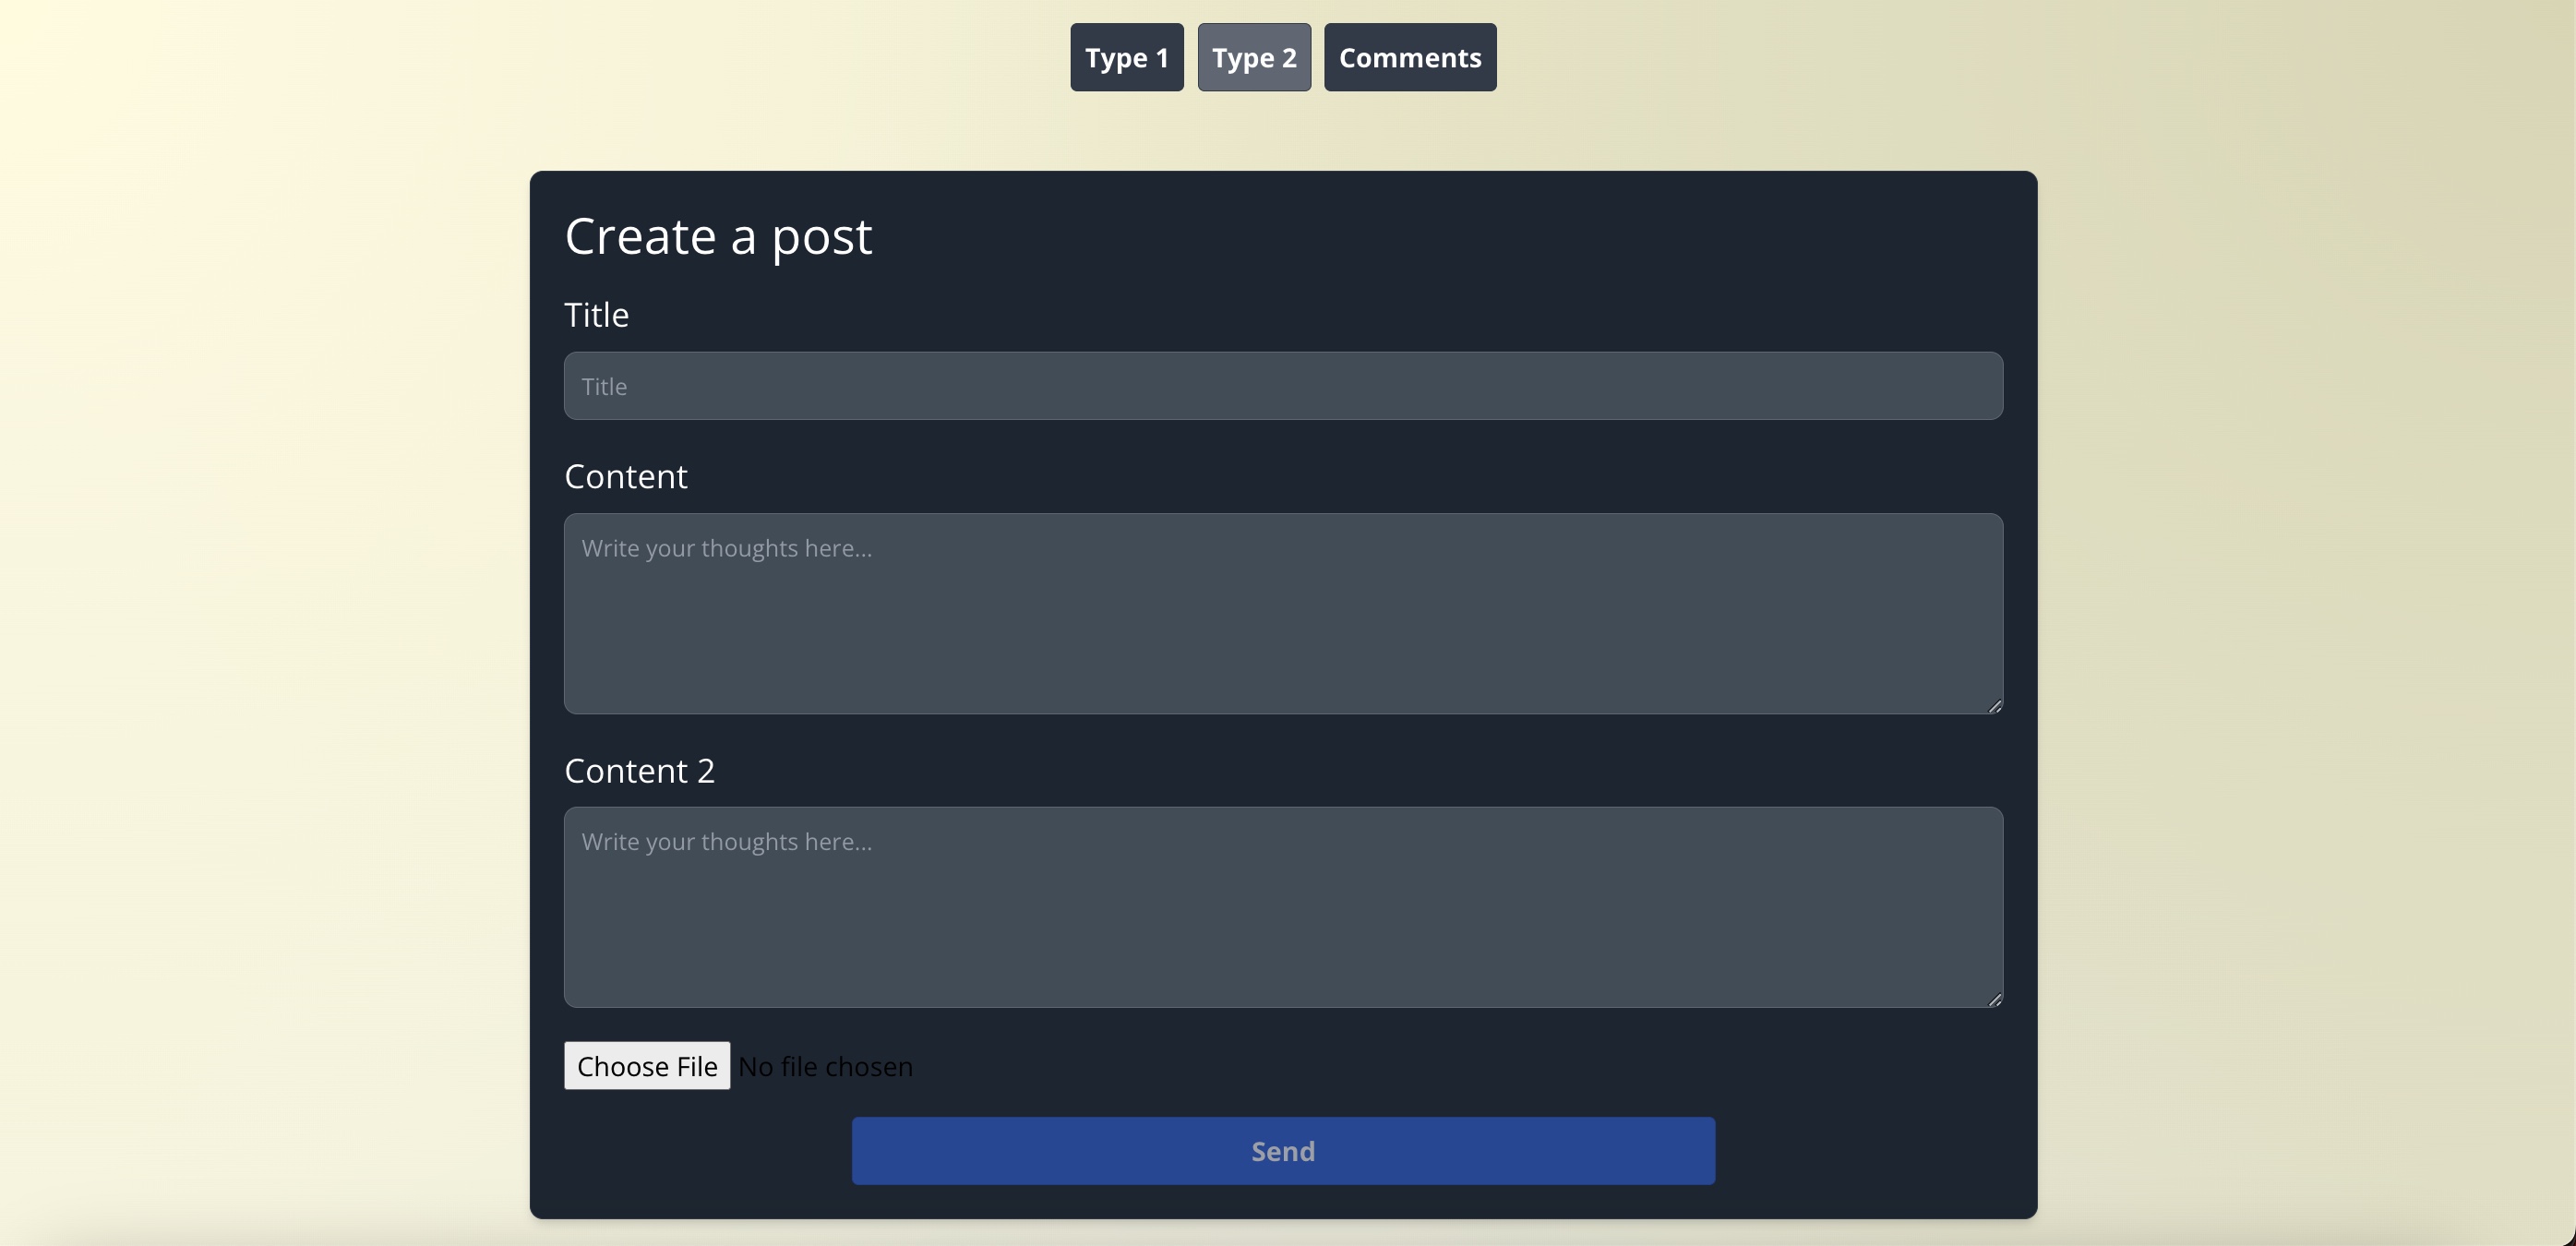 Type 1 Type 2 Comments
Create a post
Title
Title
Content
Write your thoughts here...
Content 2
Write your thoughts here...
Choose File No file chosen
Send